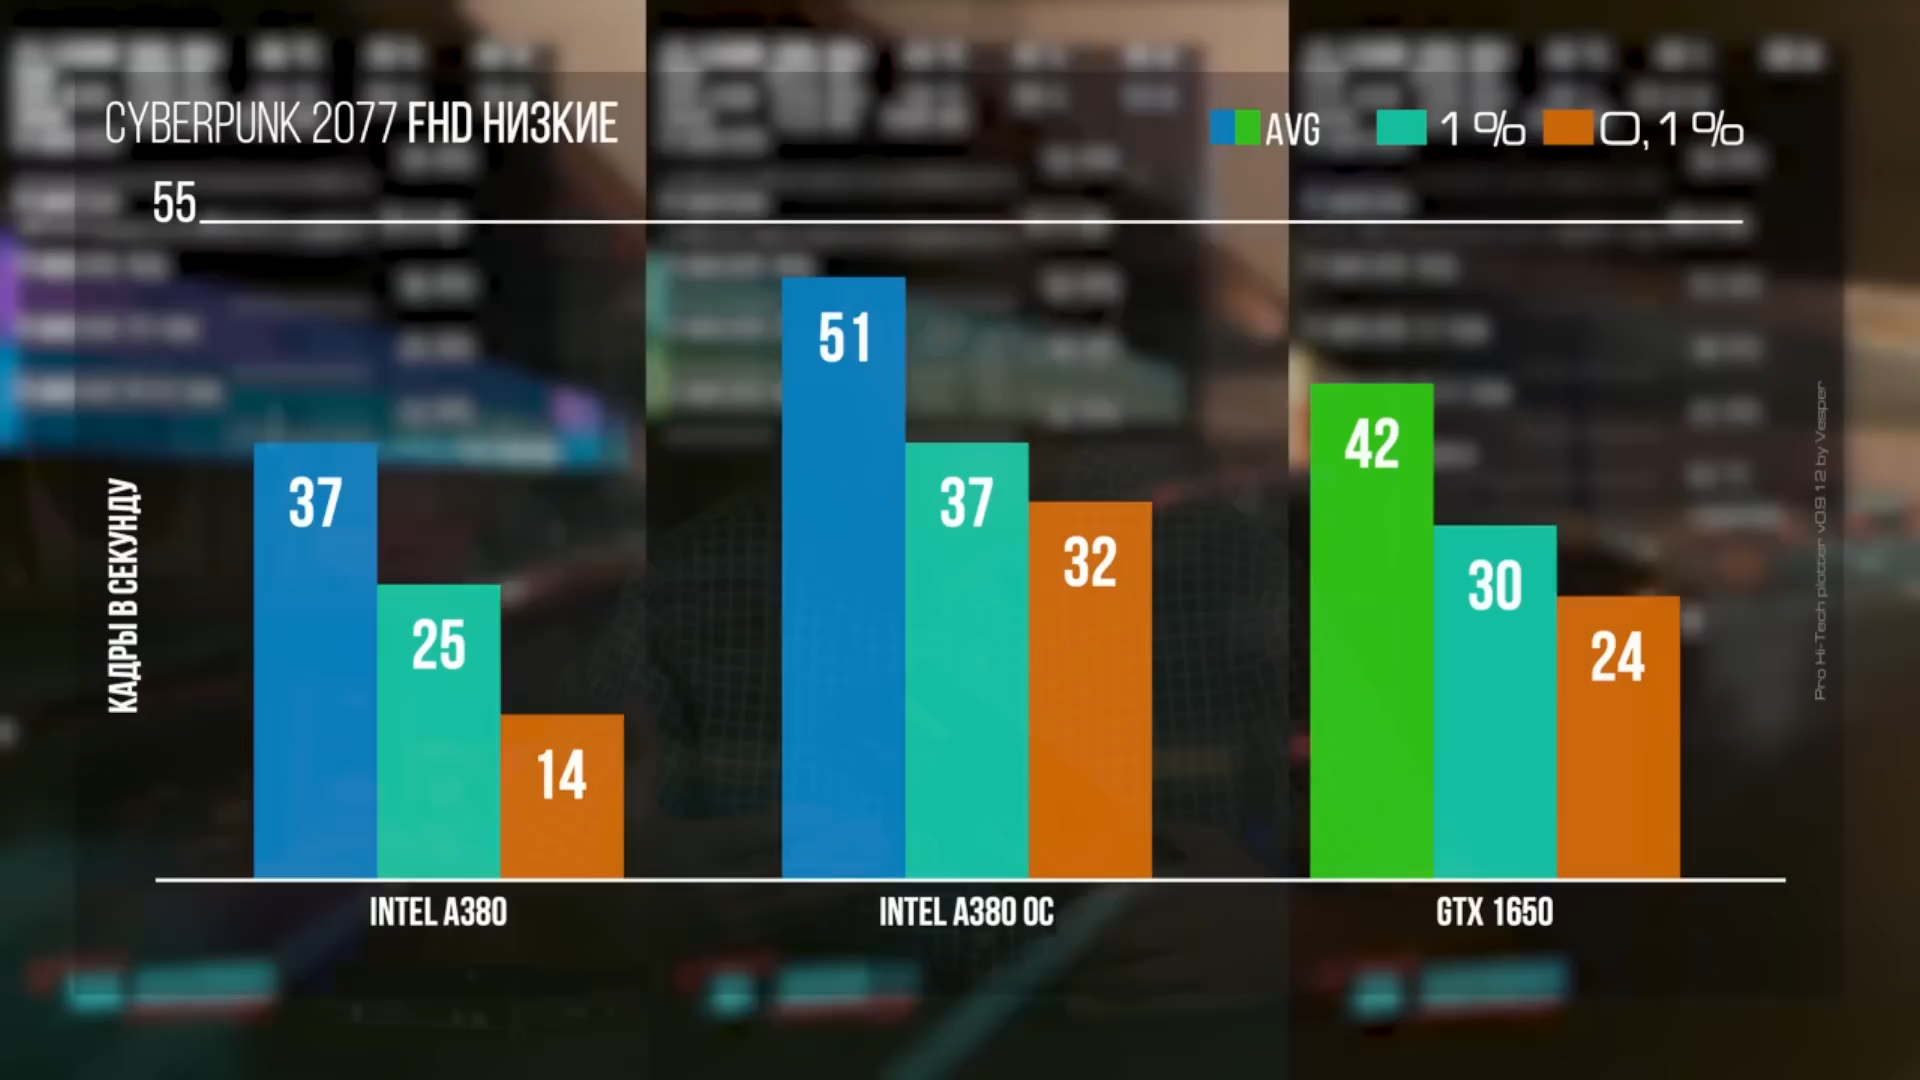 CYBERPUNK 2077 FHD НИЗКИЕ
AVG 1% 0,1%
55
КАДРЫ В СЕКУНДУ
37
25
14
51
37
32
42
30
24
INTEL A380
INTEL A380 OC
GTX 1650
Pro Hi-Tech plotter v0.9.12 by Vesper